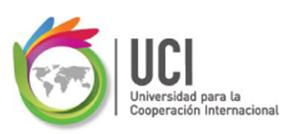 UCI
Universidad para la
Cooperación Internacional